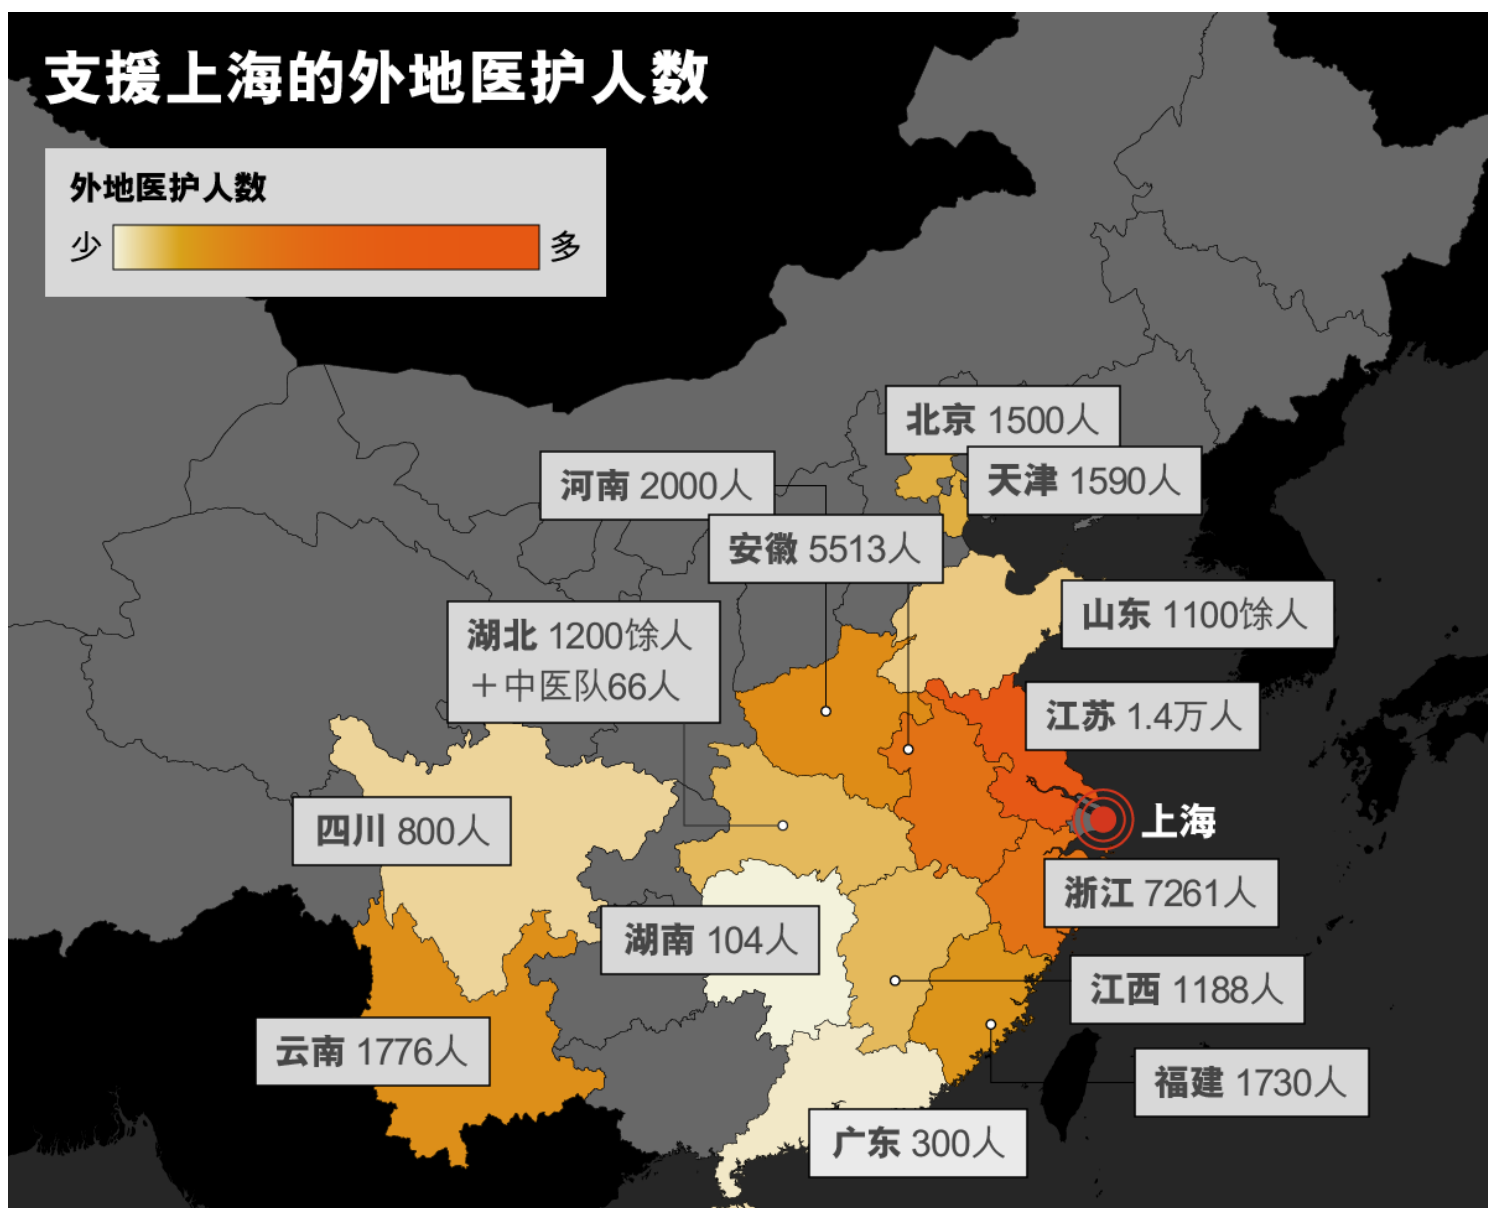 支援上海的外地医护人数
外地医护人数
少 多
北京 1500人
河南 2000人
天津 1590人
安徽 5513人
山东 1100馀人
湖北 1200馀人
＋中医队66人
江苏 1.4万人
四川 800人
上海
浙江 7261人
湖南 104人
江西 1188人
云南 1776人
福建 1730人
广东 300人